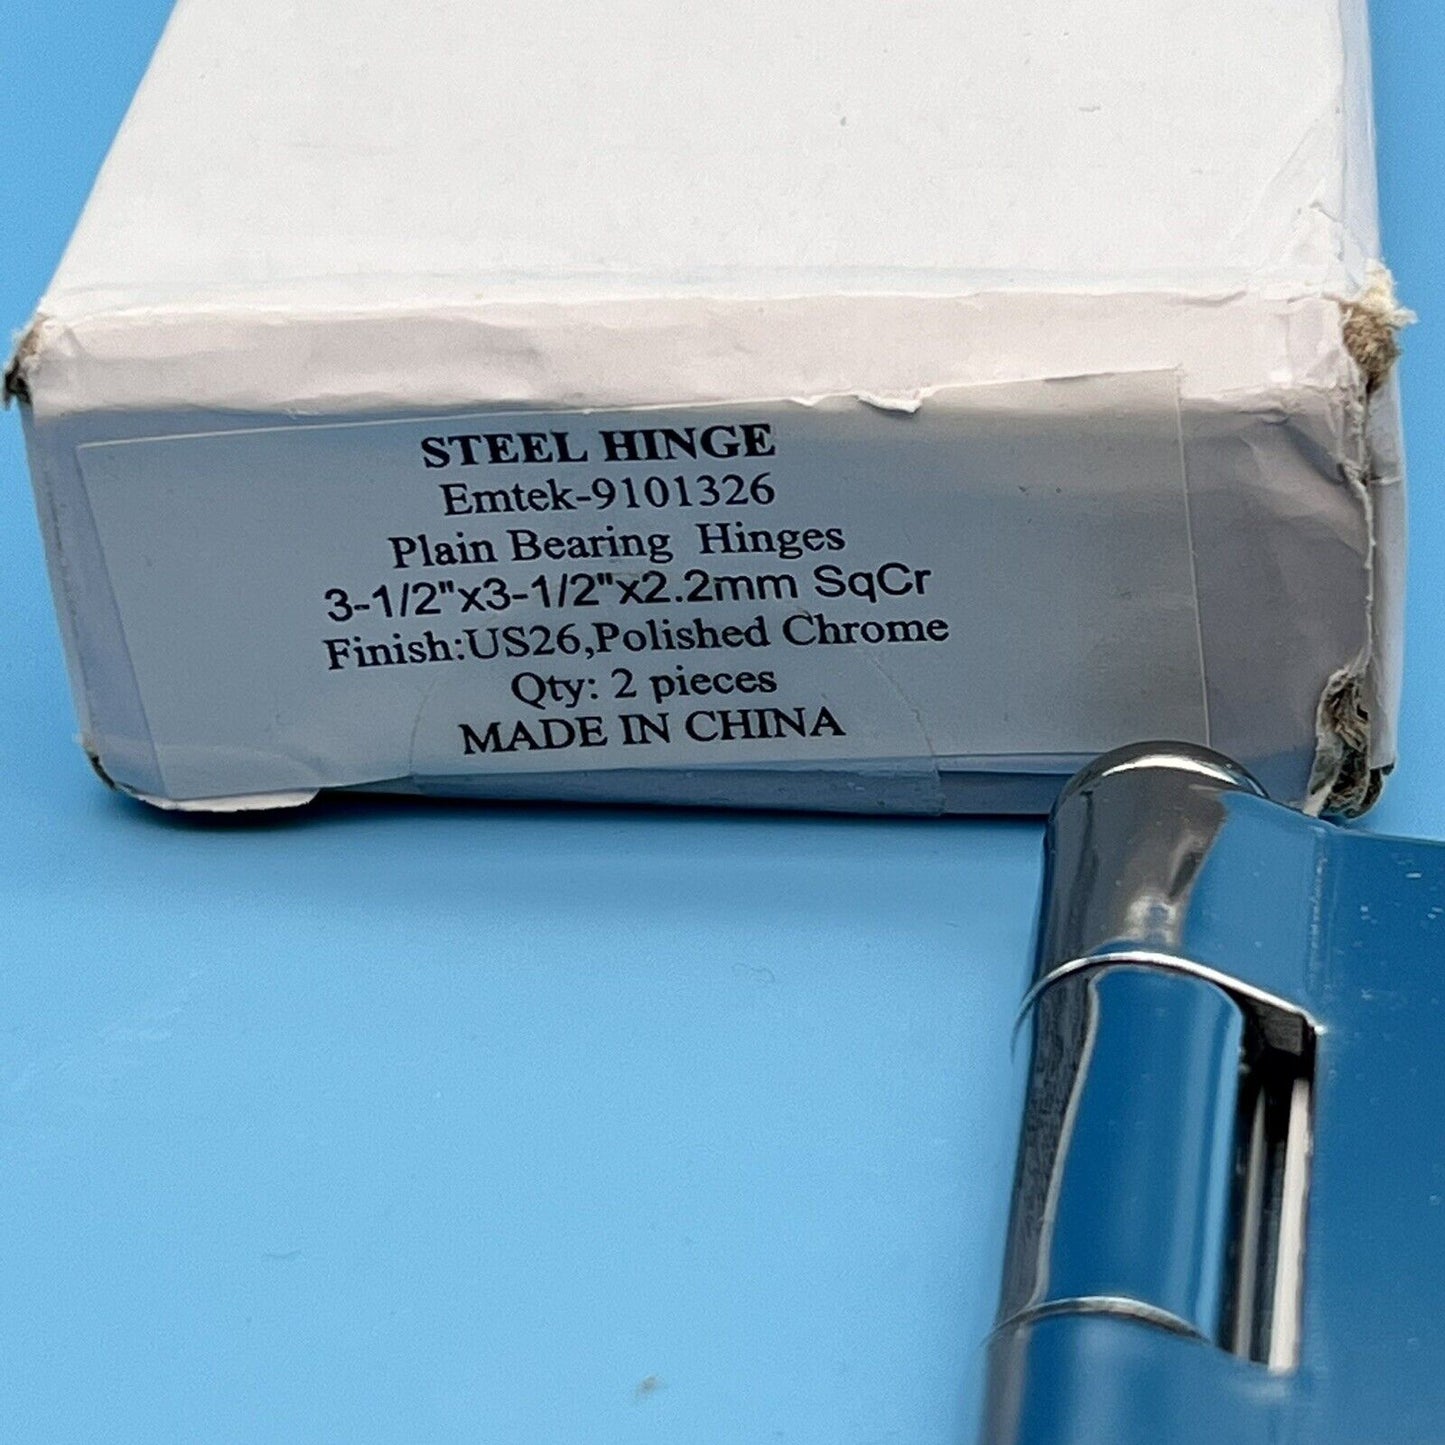 STEEL HINGE
Emtek-9101326
Plain Bearing Hinges
3-1/2"x3-1/2"x2.2mm SqCr
Finish:US26,Polished Chrome
Qty: 2 pieces
MADE IN CHINA